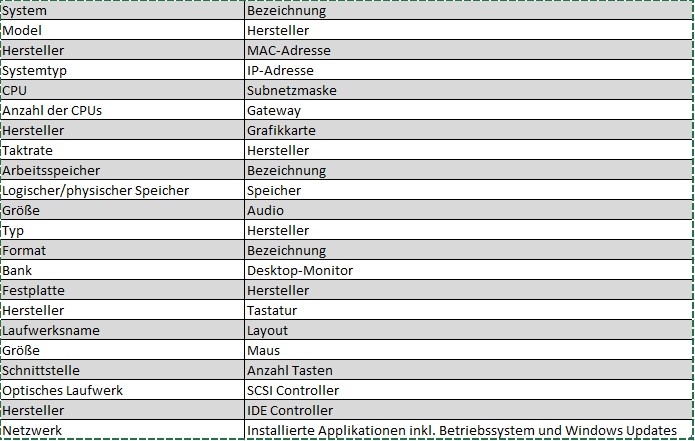 System Bezeichnung
Model Hersteller
Hersteller MAC-Adresse
Systemtyp IP-Adresse
CPU Subnetzmaske
Anzahl der CPUs Gateway
Hersteller Grafikkarte
Taktrate Hersteller
Arbeitsspeicher Bezeichnung
Logischer/physischer Speicher Speicher
Größe Audio
Typ Hersteller
Format Bezeichnung
Bank Desktop-Monitor
Festplatte Hersteller
Hersteller Tastatur
Laufwerksname Layout
Größe Maus
Schnittstelle Anzahl Tasten
Optisches Laufwerk SCSI Controller
Hersteller IDE Controller
Netzwerk Installierte Applikationen inkl. Betriebssystem und Windows Updates